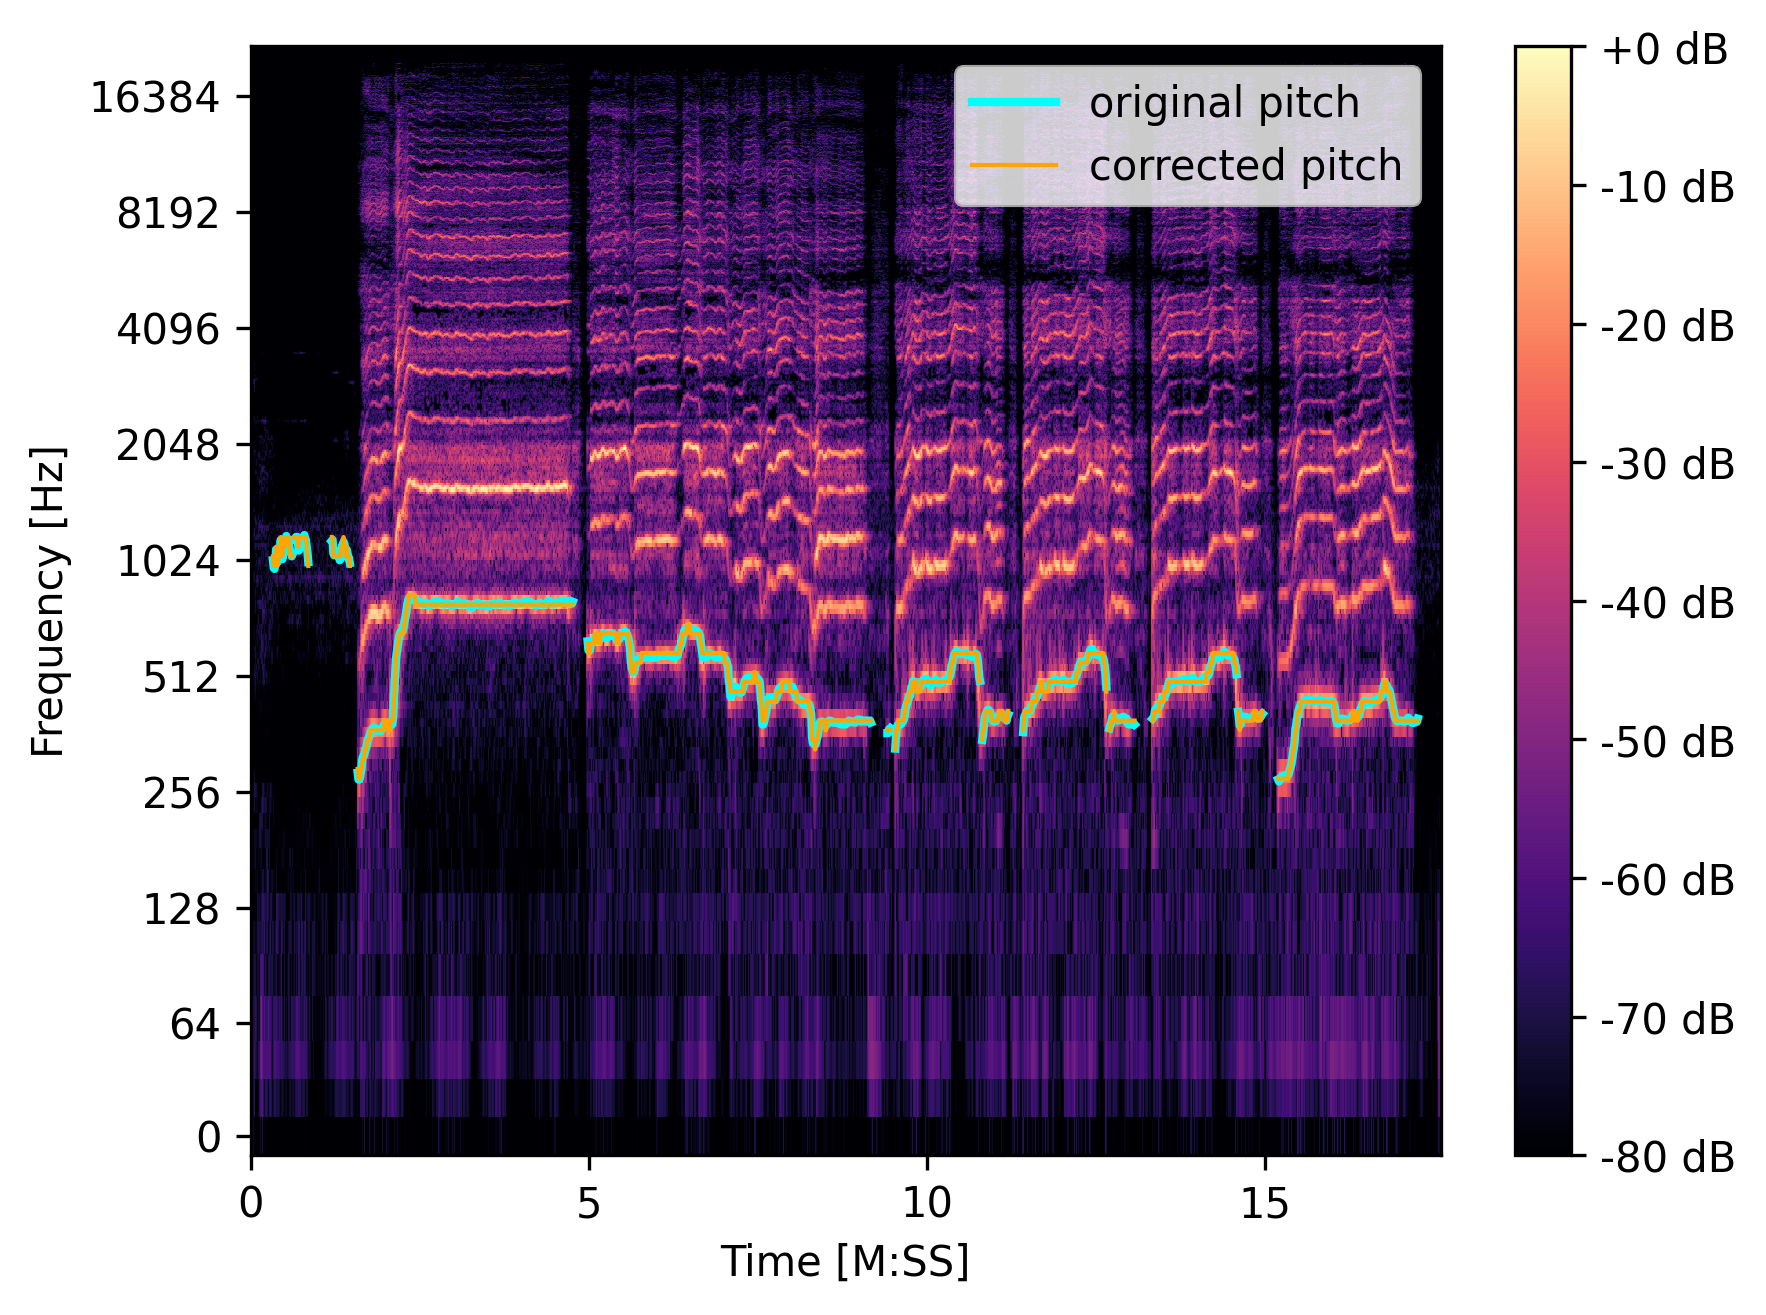 original pitch
corrected pitch
16384
8192
4096
2048
1024
512
256
128
64
0
Frequency [Hz]
0
5
10
15
Time [M:SS]
+0 dB
-10 dB
-20 dB
-30 dB
-40 dB
-50 dB
-60 dB
-70 dB
-80 dB